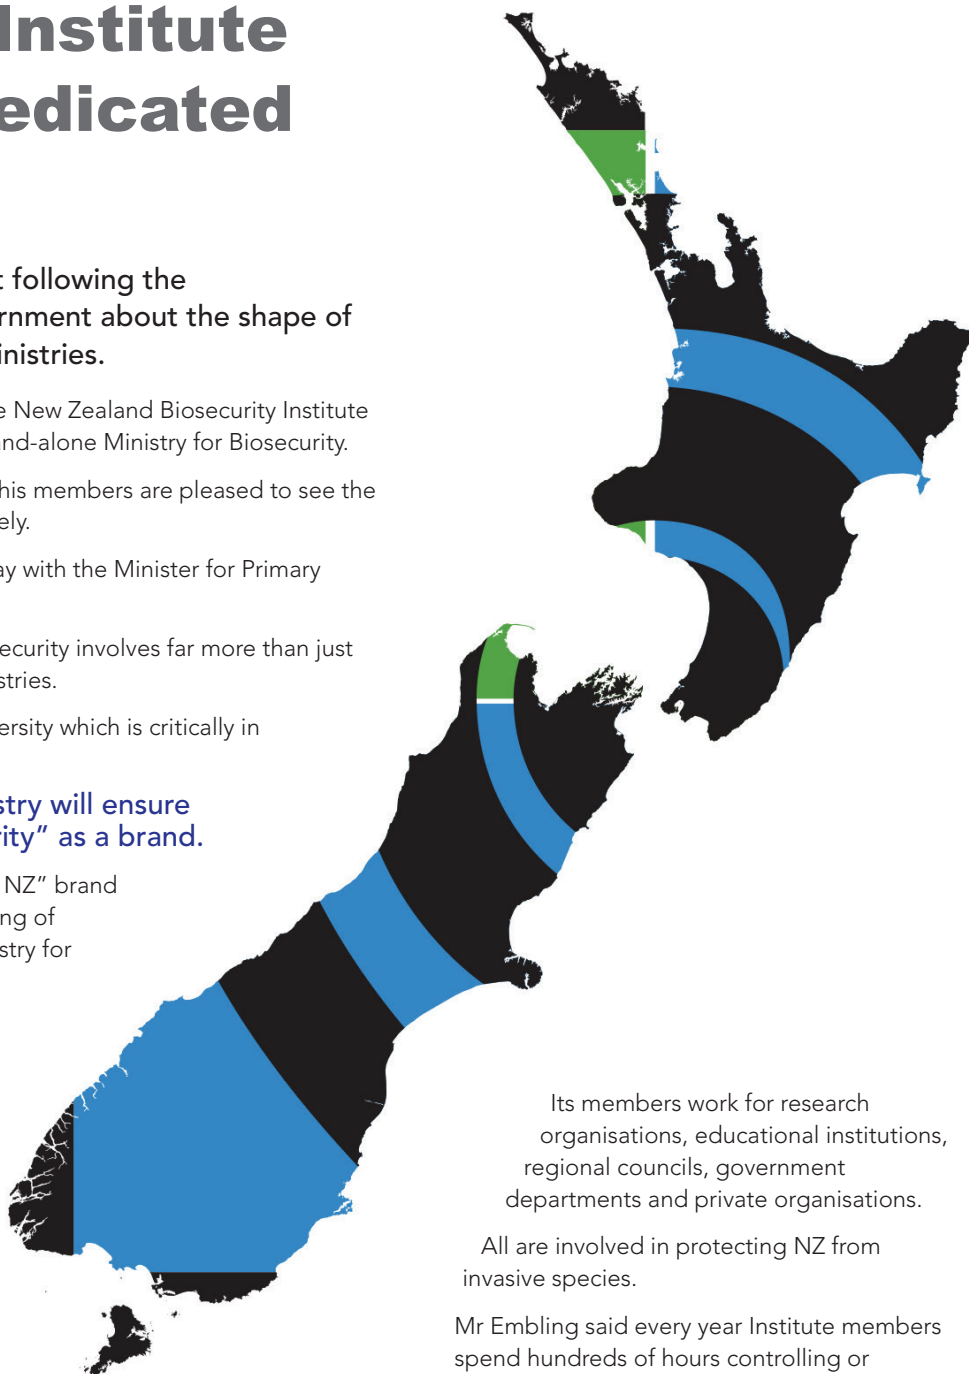 Institute
edicated
t following the
rnment about the shape of
inistries.
e New Zealand Biosecurity Institute
and-alone Ministry for Biosecurity.
his members are pleased to see the
ely.
ay with the Minister for Primary
security involves far more than just
stries.
ersity which is critically in
stry will ensure
rity” as a brand.
NZ” brand
ng of
stry for
Its members work for research
organisations, educational institutions,
regional councils, government
departments and private organisations.
All are involved in protecting NZ from
invasive species.
Mr Embling said every year Institute members
spend hundreds of hours controlling or